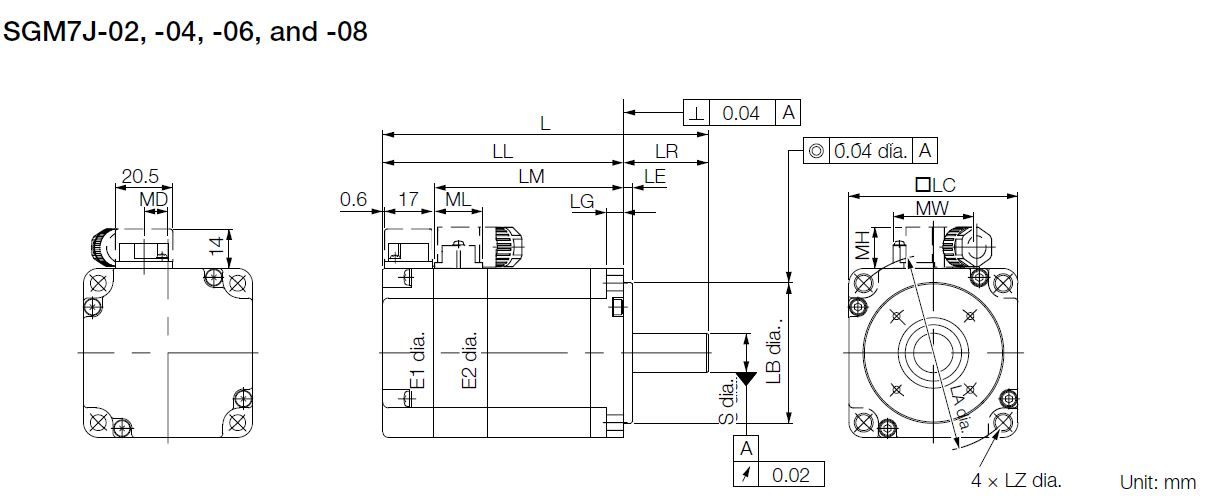 SGM7J-02, -04, -06, and -08
⊥ 0.04 A
L
◎ 0.04 dia. A
LL LR
20.5
LM LE
□LC
MD
0.6 17 ML LG
MW
14
MH
E1 dia.
E2 dia.
LB dia.
S dia.
LA dia.
A
↗ 0.02
4 × LZ dia.
Unit: mm